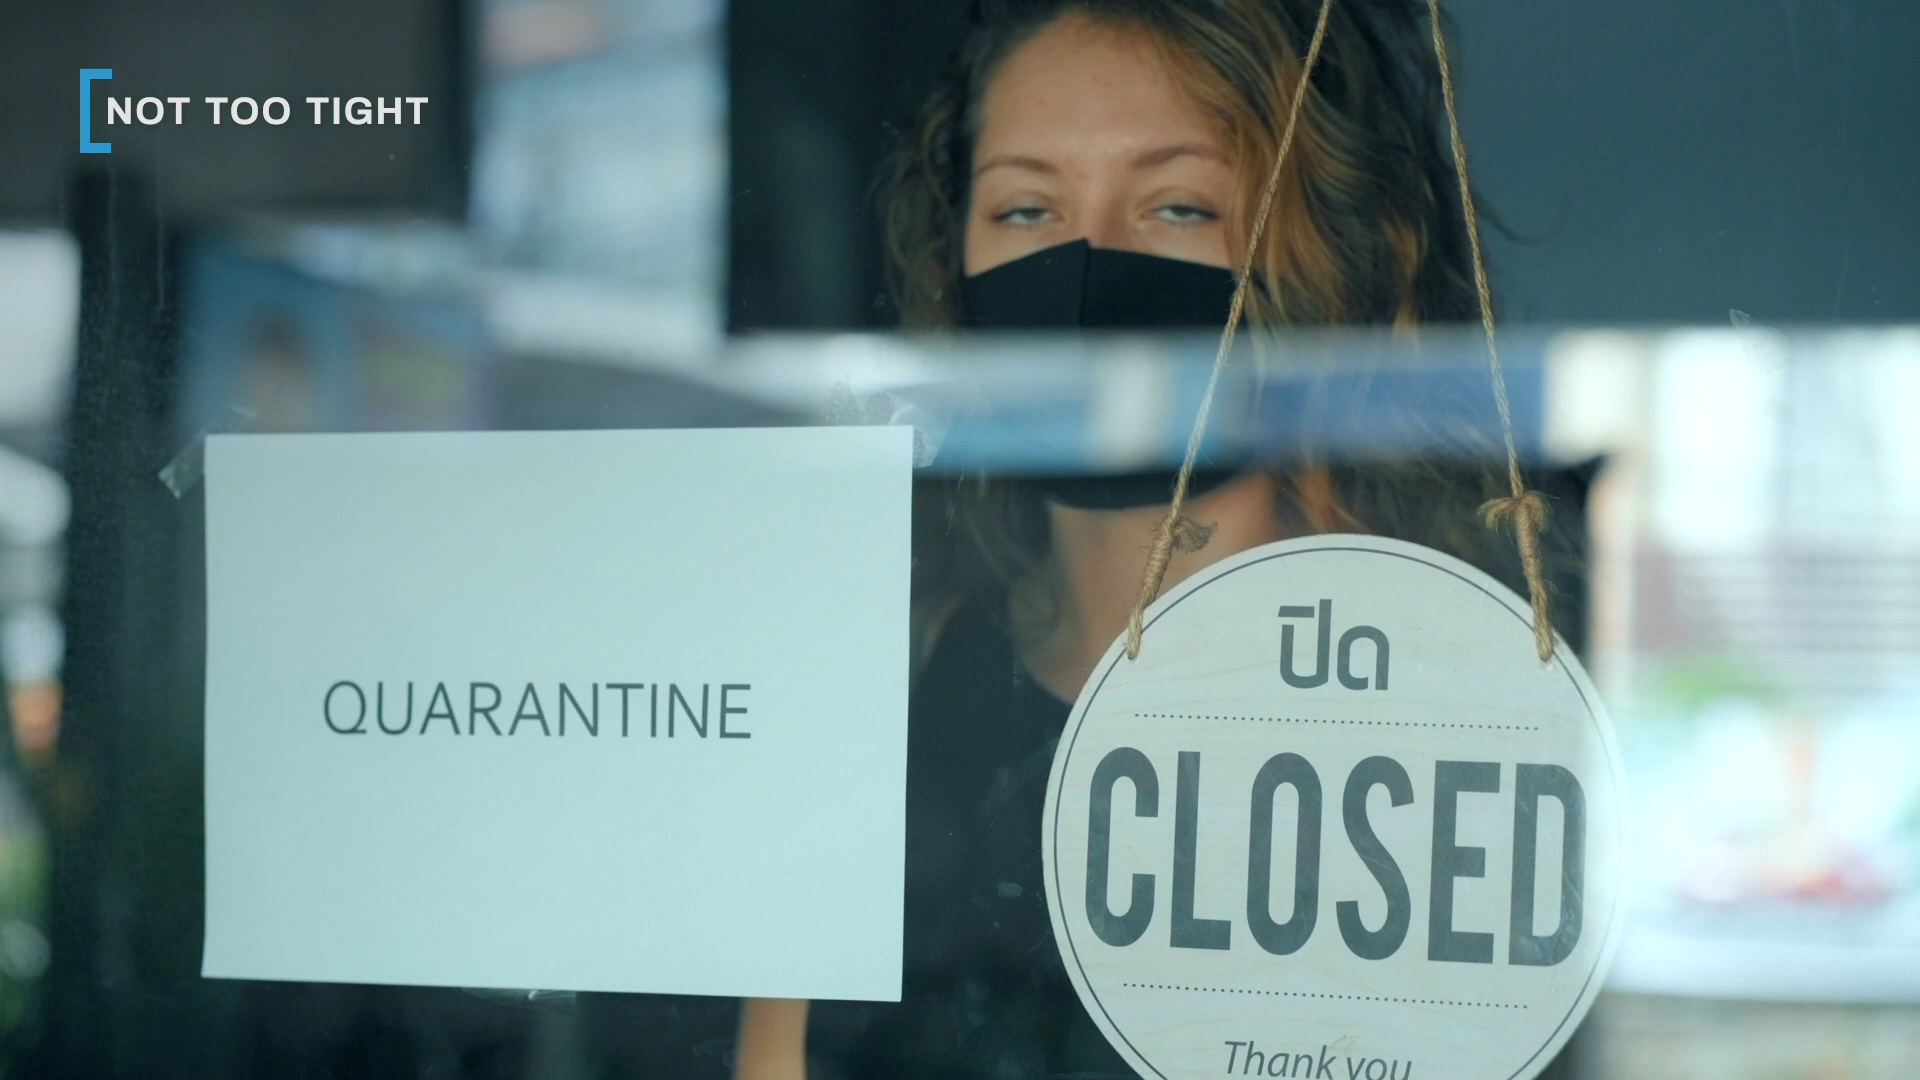 NOT TOO TIGHT
QUARANTINE
ปิด
CLOSED
Thank you